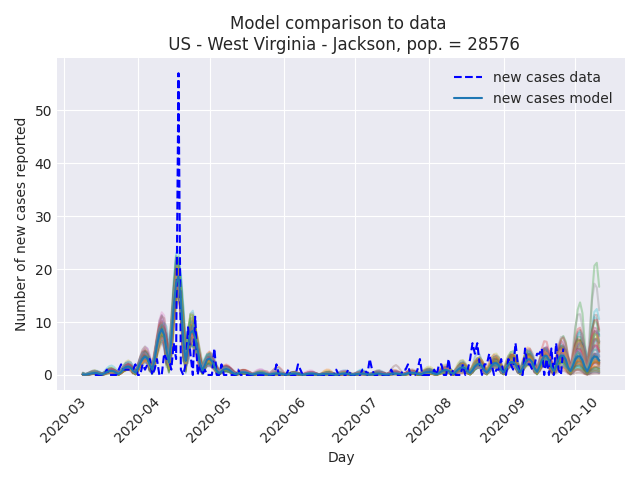 Model comparison to data
US - West Virginia - Jackson, pop. = 28576
new cases data
new cases model
Number of new cases reported
50
40
30
20
10
0
2020-03
2020-04
2020-05
2020-06
2020-07
2020-08
2020-09
2020-10
Day